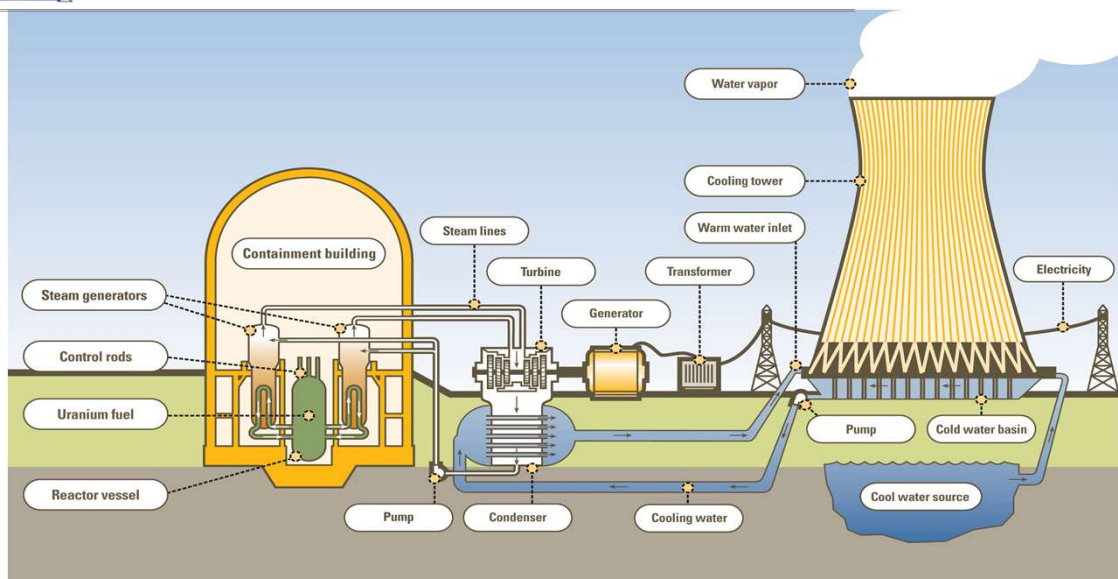 Water vapor
Cooling tower
Steam lines
Warm water inlet
Containment building
Turbine
Transformer
Electricity
Steam generators
Generator
Control rods
Uranium fuel
Pump
Cold water basin
Reactor vessel
Cool water source
Pump
Condenser
Cooling water